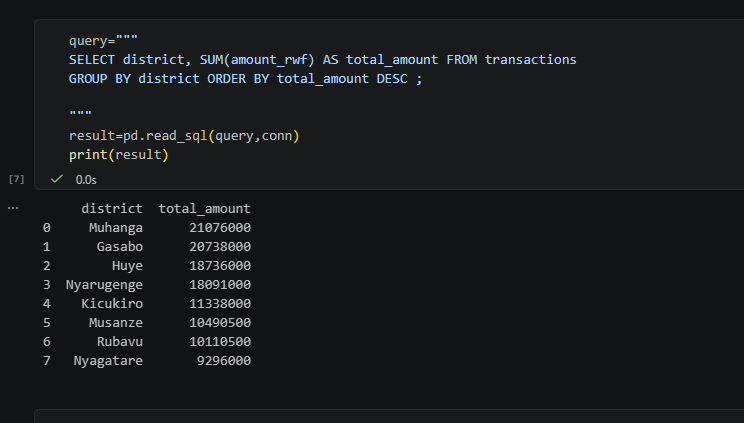 query="""
SELECT district, SUM(amount_rwf) AS total_amount FROM transactions
GROUP BY district ORDER BY total_amount DESC ;
"""
result=pd.read_sql(query,conn)
print(result)
[7] 0.0s
... district total_amount
0 Muhanga 21076000
1 Gasabo 20738000
2 Huye 18736000
3 Nyarugenge 18091000
4 Kicukiro 11338000
5 Musanze 10490500
6 Rubavu 10110500
7 Nyagatare 9296000